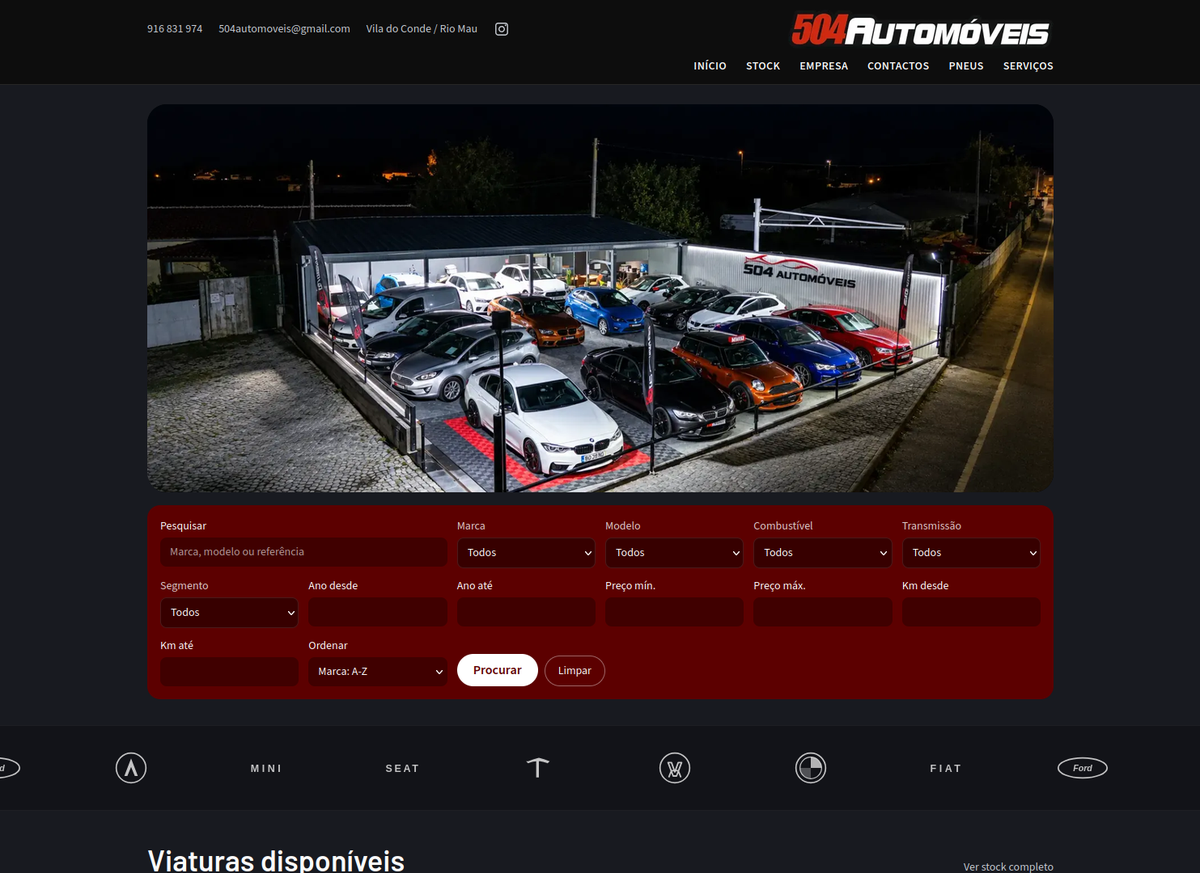 916 831 974
504automoveis@gmail.com
Vila do Conde / Rio Mau
504AUTOMÓVEIS
INÍCIO
STOCK
EMPRESA
CONTACTOS
PNEUS
SERVIÇOS
504 AUTOMÓVEIS
Pesquisar
Marca, modelo ou referência
Marca
Todos
Modelo
Todos
Combustível
Todos
Transmissão
Todos
Segmento
Todos
Ano desde
Ano até
Preço mín.
Preço máx.
Km desde
Km até
Ordenar
Marca: A-Z
Procurar
Limpar
MINI
SEAT
FIAT
Ford
Viaturas disponíveis
Ver stock completo